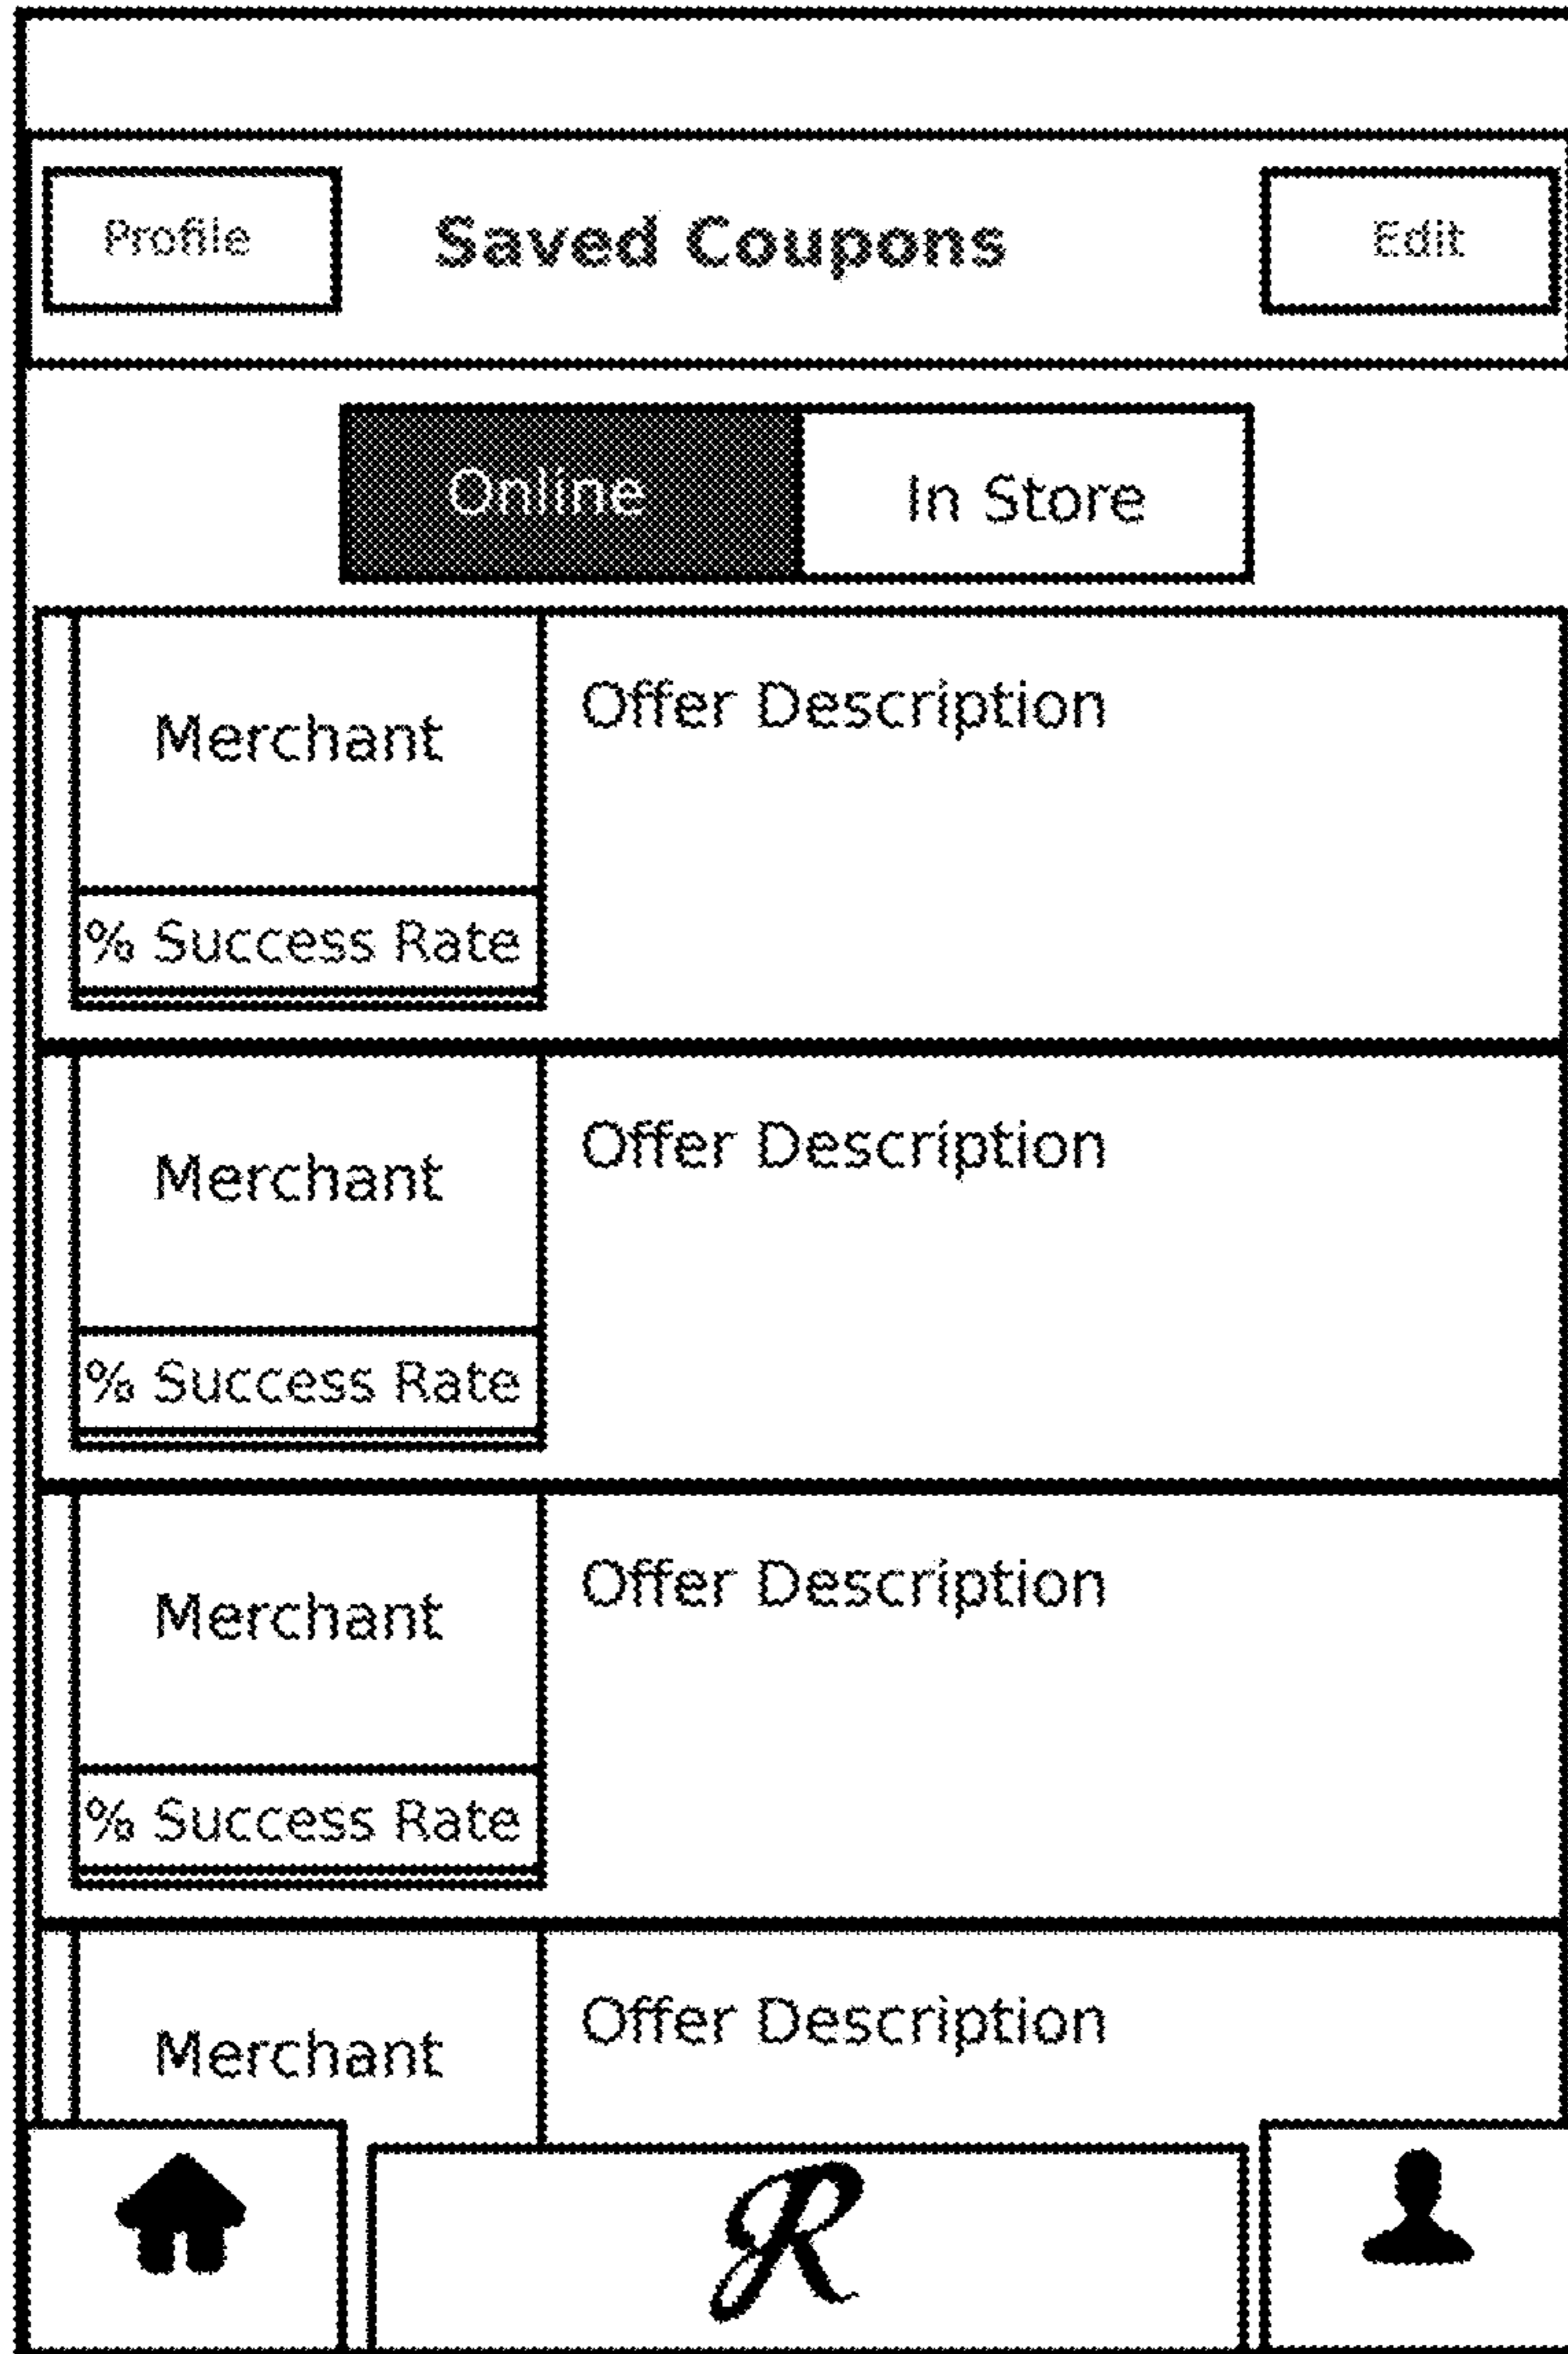 Profile
Saved Coupons
Edit
Online
In Store
Merchant
Offer Description
% Success Rate
Merchant
Offer Description
% Success Rate
Merchant
Offer Description
% Success Rate
Merchant
Offer Description
R